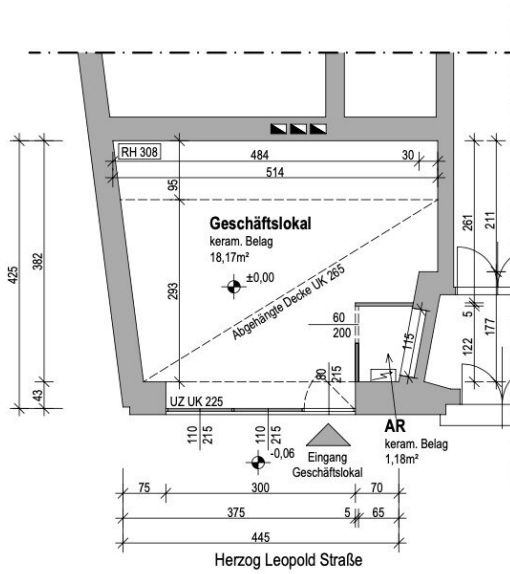 RH 308
484
30
514
95
382
425
43
293
Geschäftslokal
keram. Belag
18,17m²
±0,00
Abgehängte Decke UK 265
261
211
5
177
122
60
200
115
80
215
UZ UK 225
110
215
110
215
-0,06
Eingang
Geschäftslokal
AR
keram. Belag
1,18m²
75
300
70
375
5
65
445
Herzog Leopold Straße